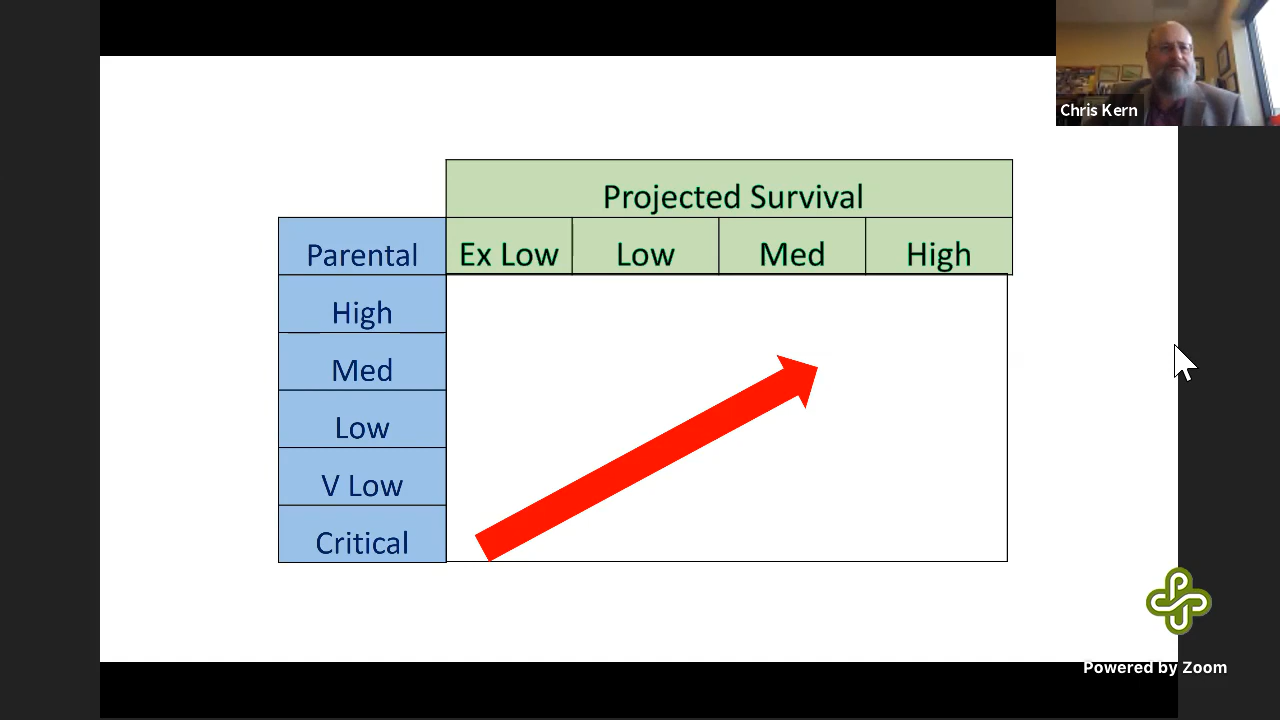 Chris Kern
Projected Survival
Parental Ex Low Low Med High
High
Med
Low
V Low
Critical
Powered by Zoom